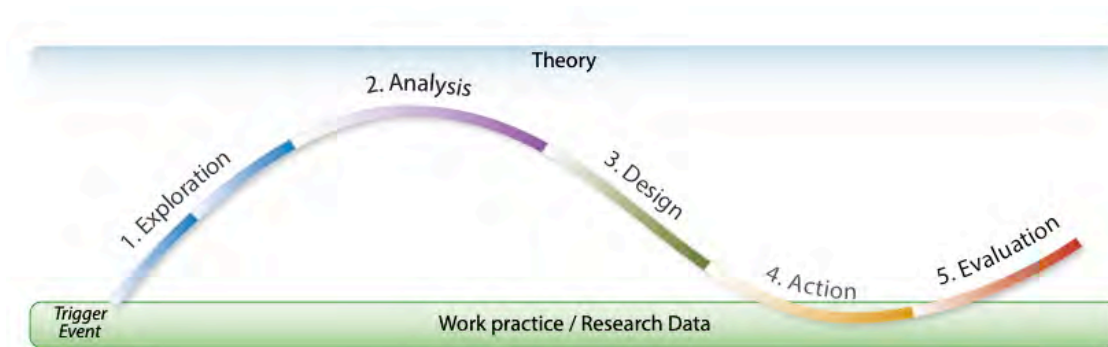 Theory
2. Analysis
1. Exploration
3. Design
4. Action
5. Evaluation
Trigger
Event
Work practice / Research Data